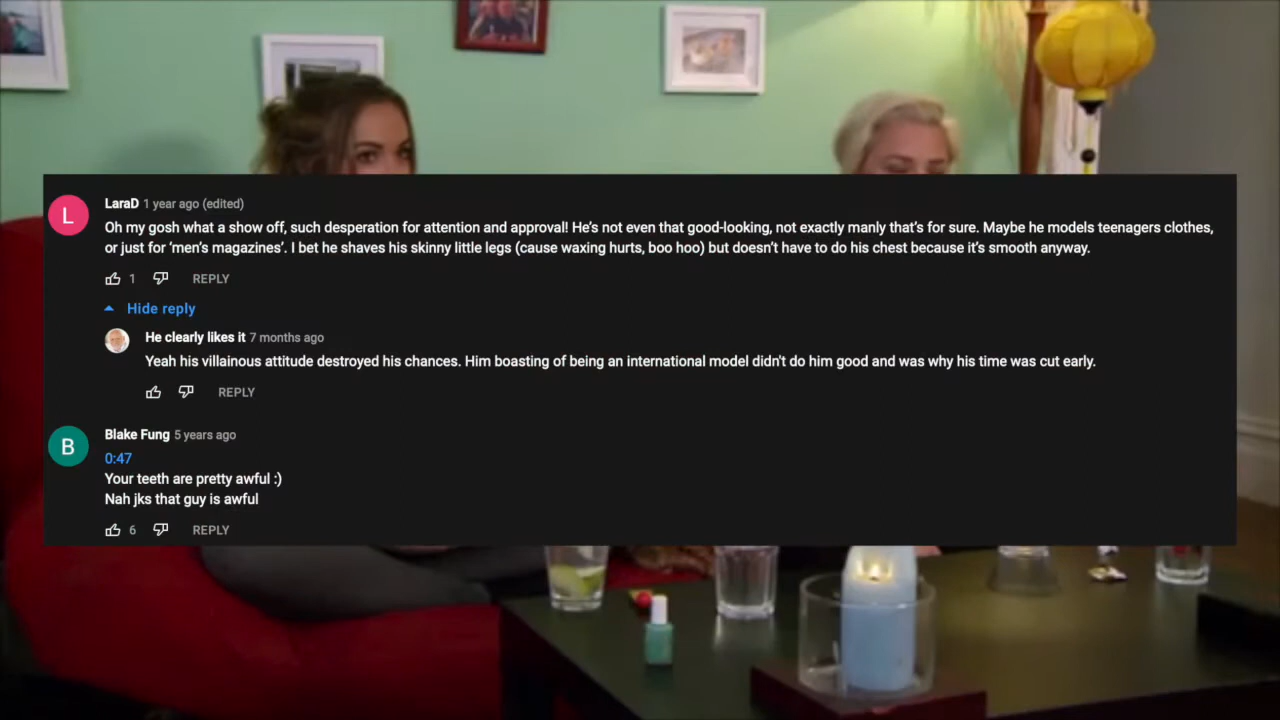 L
LaraD 1 year ago (edited)
Oh my gosh what a show off, such desperation for attention and approval! He’s not even that good-looking, not exactly manly that’s for sure. Maybe he models teenagers clothes,
or just for ‘men’s magazines’. I bet he shaves his skinny little legs (cause waxing hurts, boo hoo) but doesn’t have to do his chest because it’s smooth anyway.
1 REPLY
Hide reply
He clearly likes it 7 months ago
Yeah his villainous attitude destroyed his chances. Him boasting of being an international model didn't do him good and was why his time was cut early.
REPLY
B
Blake Fung 5 years ago
0:47
Your teeth are pretty awful :)
Nah jks that guy is awful
6 REPLY